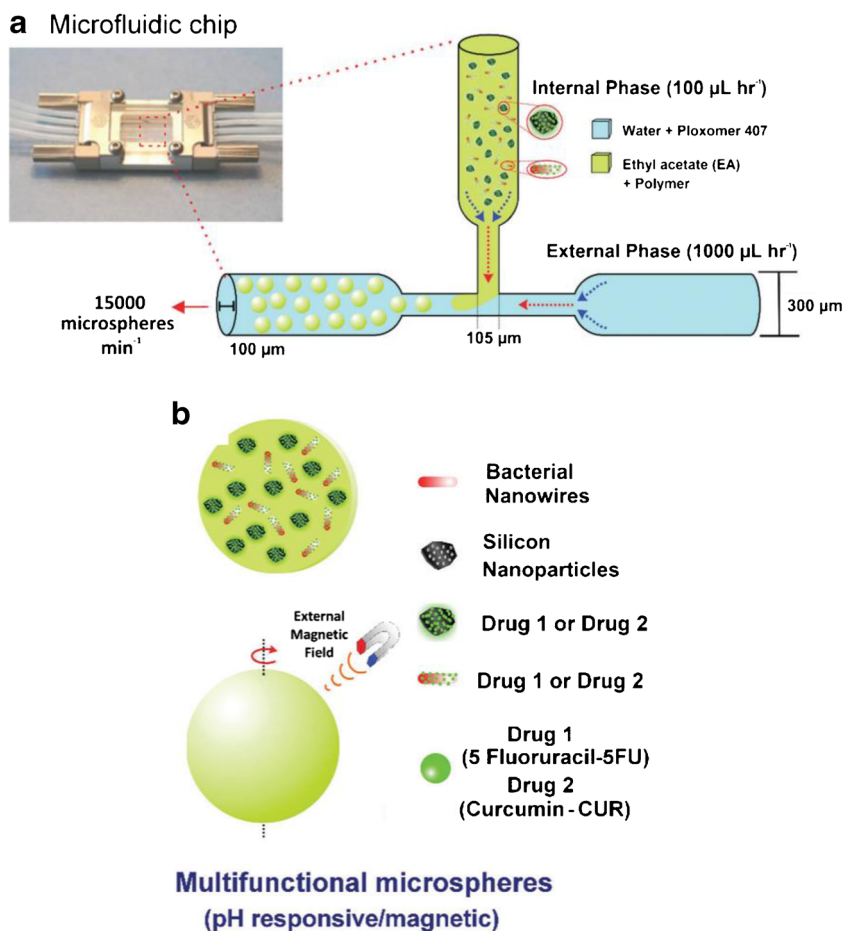 a Microfluidic chip
Internal Phase (100 µL hr⁻¹)
Water + Ploxomer 407
Ethyl acetate (EA)
+ Polymer
External Phase (1000 µL hr⁻¹)
15000
microspheres
min⁻¹
100 µm
105 µm
300 µm
b
Bacterial
Nanowires
Silicon
Nanoparticles
External
Magnetic
Field
Drug 1 or Drug 2
Drug 1 or Drug 2
Drug 1
(5 Fluoruracil-5FU)
Drug 2
(Curcumin - CUR)
Multifunctional microspheres
(pH responsive/magnetic)